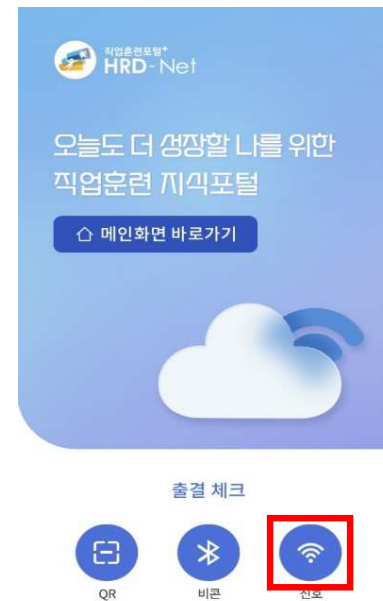 직업훈련포털+
HRD-Net
오늘도 더 성장할 나를 위한
직업훈련 지식포털
메인화면 바로가기
출결 체크
QR
비콘
신호